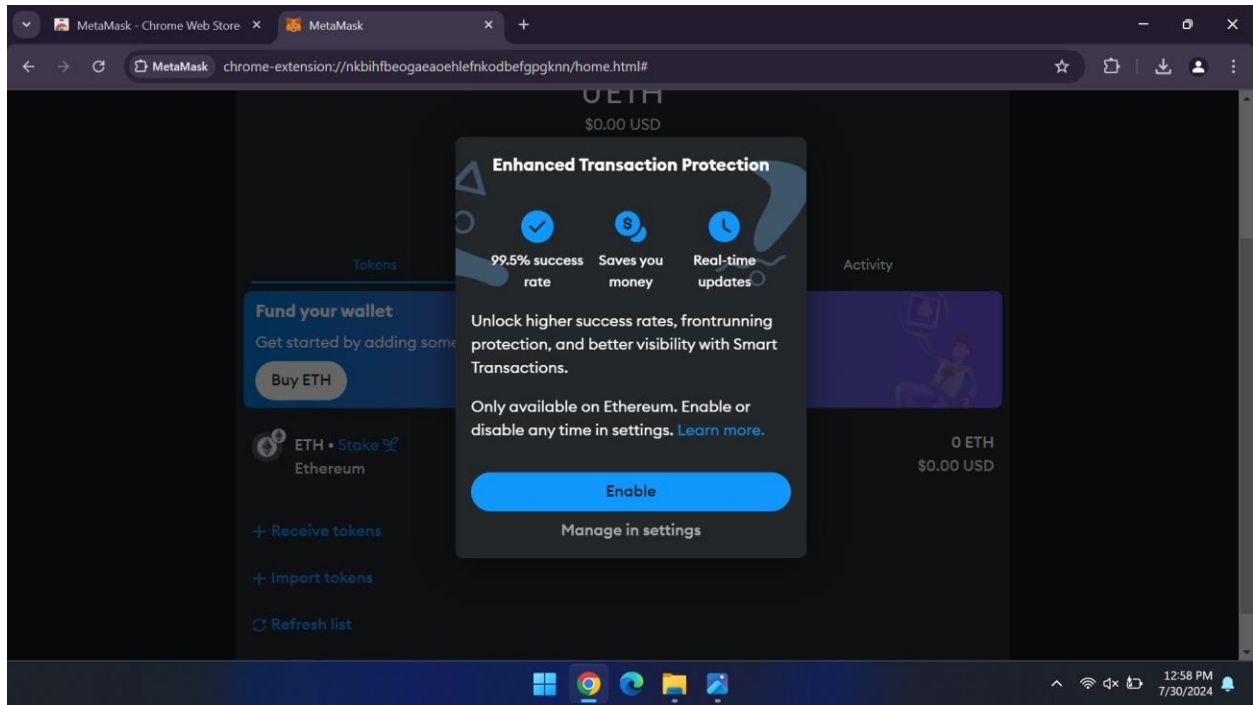 MetaMask - Chrome Web Store
MetaMask
MetaMask chrome-extension://nkbihfbeogaeaoehlefnkodbefgpgknn/home.html#
0 ETH
$0.00 USD
Enhanced Transaction Protection
99.5% success rate
Saves you money
Real-time updates
Tokens
Activity
Fund your wallet
Get started by adding some
Buy ETH
Unlock higher success rates, frontrunning
protection, and better visibility with Smart
Transactions.
Only available on Ethereum. Enable or
disable any time in settings. Learn more.
ETH • Stake
Ethereum
0 ETH
$0.00 USD
Enable
Manage in settings
+ Receive tokens
+ Import tokens
Refresh list
12:58 PM
7/30/2024